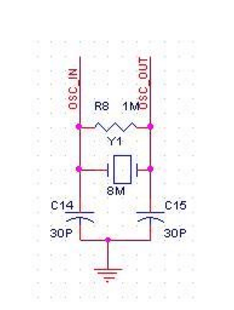 OSC_IN
OSC_OUT
R8 1M
Y1
8M
C14
C15
30P
30P